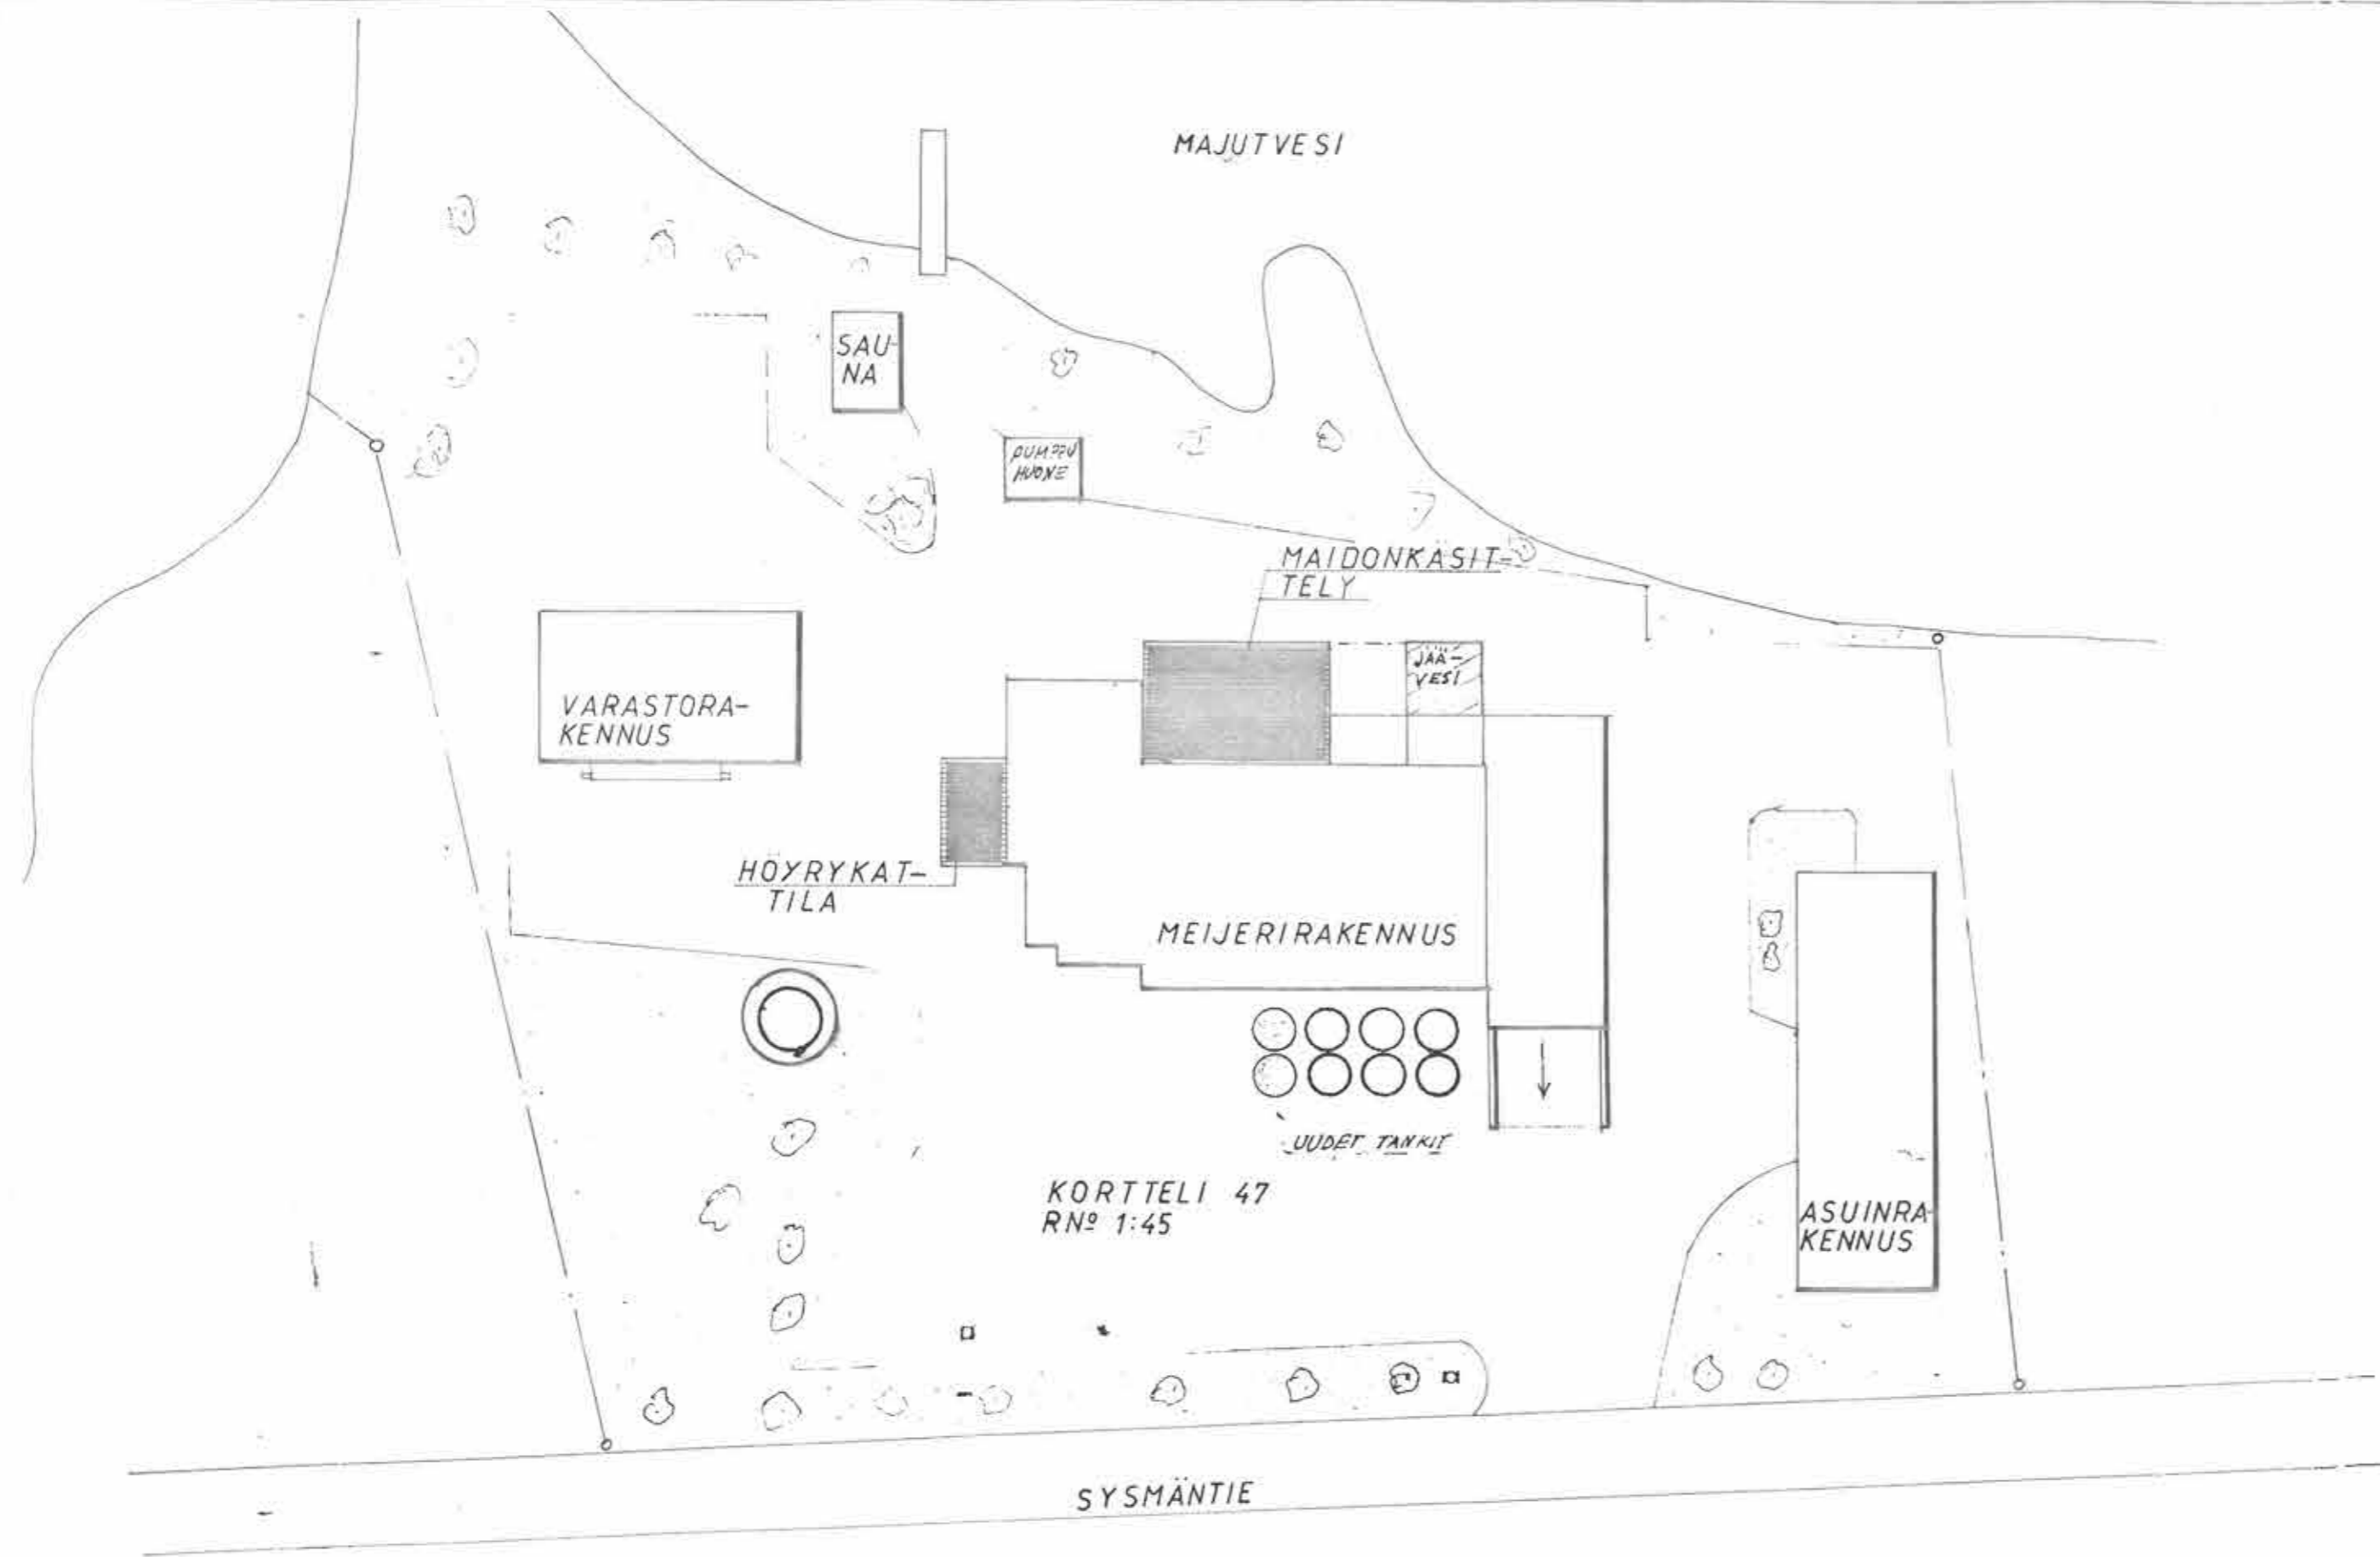 MAJUTVESI
SAU-
NA
PUMPPU
HUONE
MAIDONKÄSIT-
TELY
JÄÄ-
VESI
VARASTORA-
KENNUS
HÖYRYKAT-
TILA
MEIJERIRAKENNUS
UUDET TANKIT
KORTTELI 47
RNº 1:45
ASUINRA-
KENNUS
SYSMÄNTIE